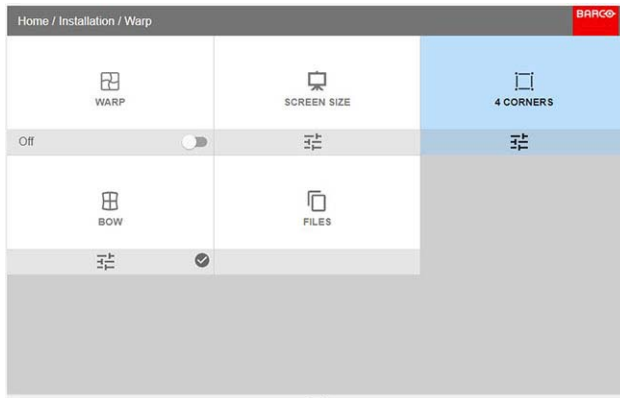 Home / Installation / Warp
BARCO
WARP
SCREEN SIZE
4 CORNERS
Off
BOW
FILES